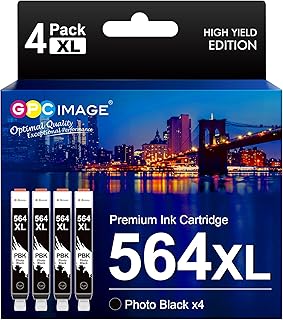 4 Pack
XL
HIGH YIELD
EDITION
GPC IMAGE
Optimal Quality
Exceptional Performance
Premium Ink Cartridge
564XL
Photo Black x4
564 564 564 564
XL XL XL XL
PBK PBK PBK PBK